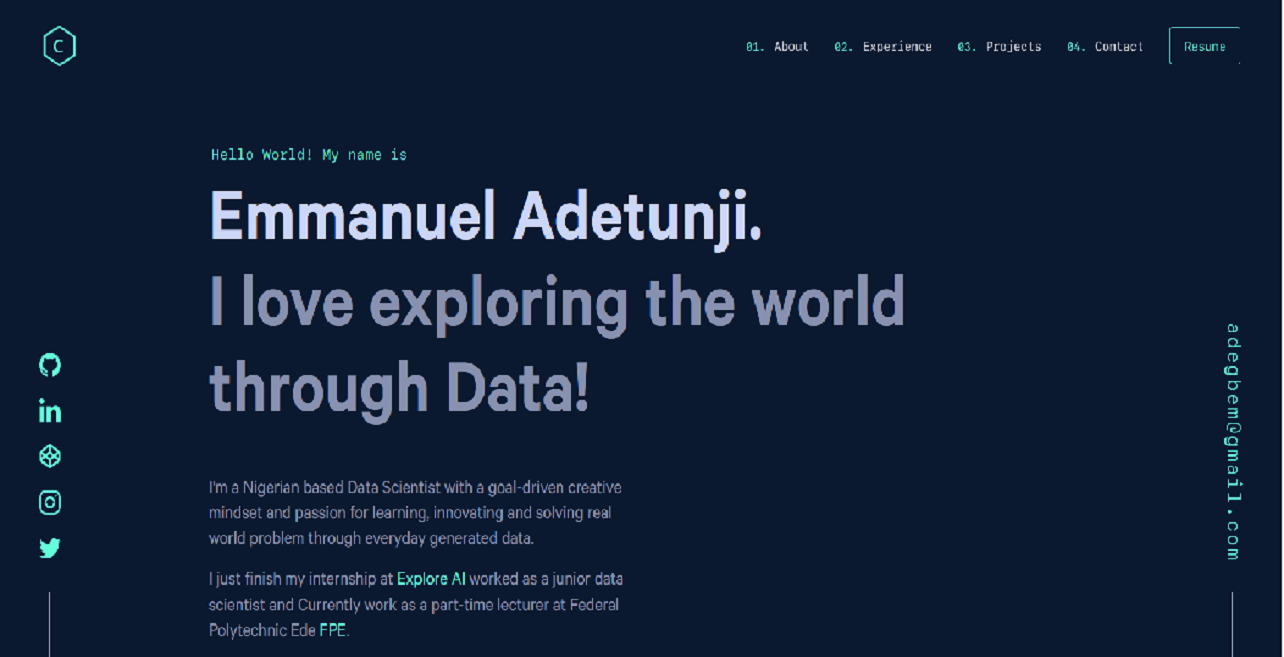 C
01. About 02. Experience 03. Projects 04. Contact Resume
Hello World! My name is
Emmanuel Adetunji.
I love exploring the world
through Data!
I'm a Nigerian based Data Scientist with a goal-driven creative
mindset and passion for learning, innovating and solving real
world problem through everyday generated data.
I just finish my internship at Explore AI worked as a junior data
scientist and Currently work as a part-time lecturer at Federal
Polytechnic Ede FPE.
in
adegbem@gmail.com